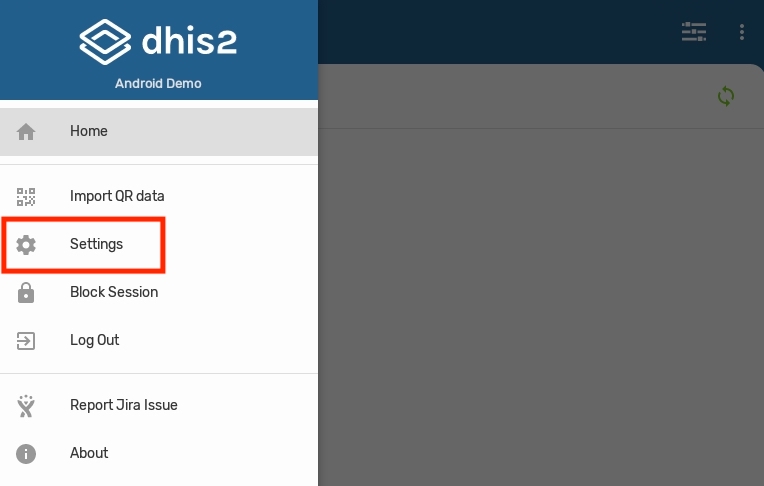 dhis2
Android Demo
Home
Import QR data
Settings
Block Session
Log Out
Report Jira Issue
About